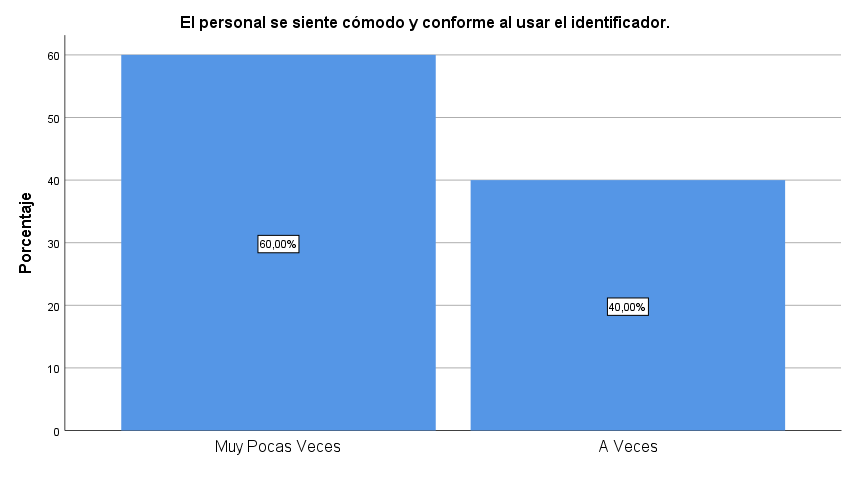 El personal se siente cómodo y conforme al usar el identificador.
Porcentaje
60
50
40
30
20
10
0
60,00%
40,00%
Muy Pocas Veces
A Veces